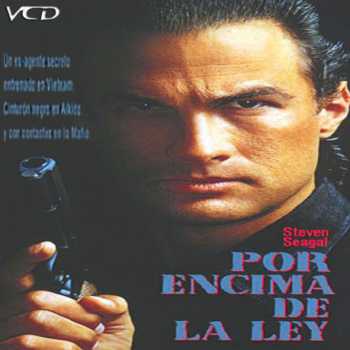 VCD
Un ex-agente secreto
entrenado en Vietnam
Cinturón negro en Aikido
y con contactos en la Mafia
Steven
Seagal
POR
ENCIMA
DE
LA LEY